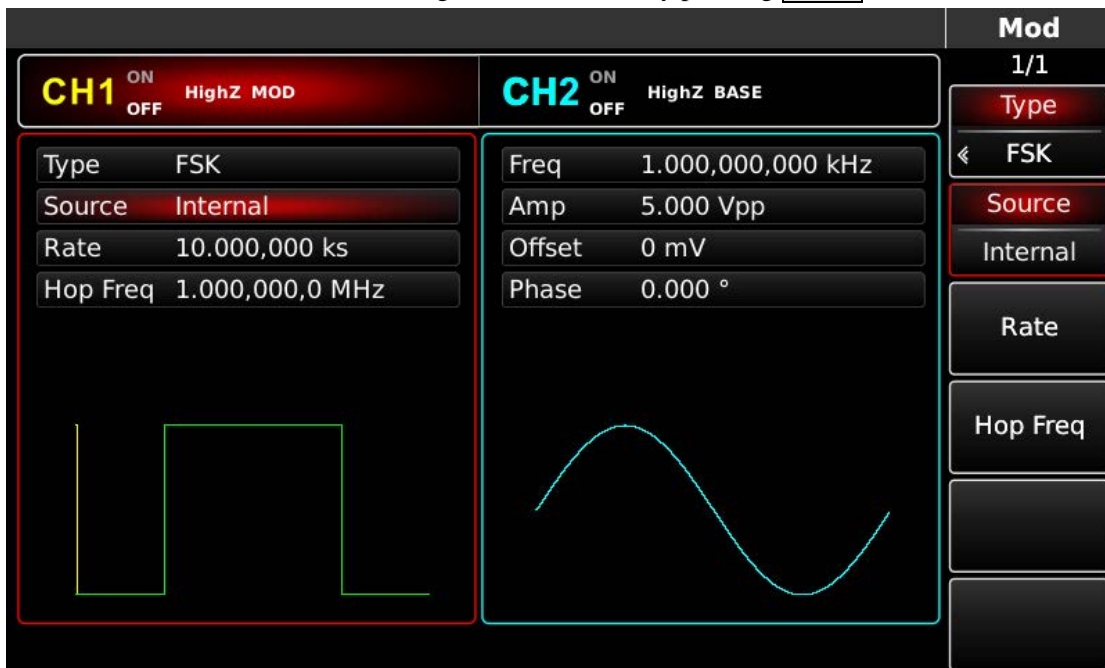 Mod
1/1
CH1 ON OFF HighZ MOD
CH2 ON OFF HighZ BASE
Type FSK
Source Internal
Rate 10.000,000 ks
Hop Freq 1.000,000,0 MHz
Freq 1.000,000,000 kHz
Amp 5.000 Vpp
Offset 0 mV
Phase 0.000 °
Type
« FSK
Source
Internal
Rate
Hop Freq